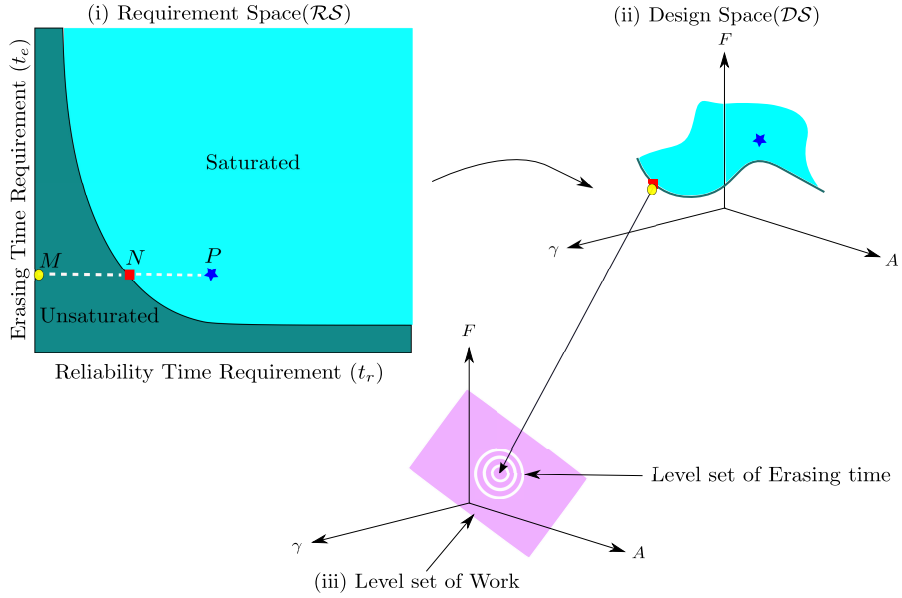 (i) Requirement Space(ℛ𝒮)
(ii) Design Space(𝒟𝒮)
F
Erasing Time Requirement (tₑ)
Saturated
M
N
P
Unsaturated
γ
A
Reliability Time Requirement (tᵣ)
F
Level set of Erasing time
γ
A
(iii) Level set of Work